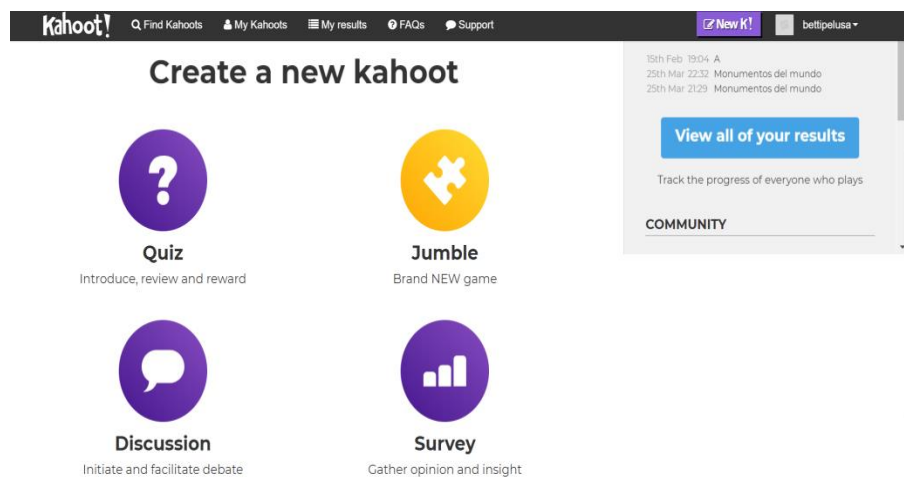 Kahoot! Find Kahoots My Kahoots My results FAQs Support New K! bettipelusa
Create a new kahoot
15th Feb 19:04 A
25th Mar 22:32 Monumentos del mundo
25th Mar 21:29 Monumentos del mundo
View all of your results
Track the progress of everyone who plays
COMMUNITY
Quiz
Introduce, review and reward
Jumble
Brand NEW game
Discussion
Initiate and facilitate debate
Survey
Gather opinion and insight